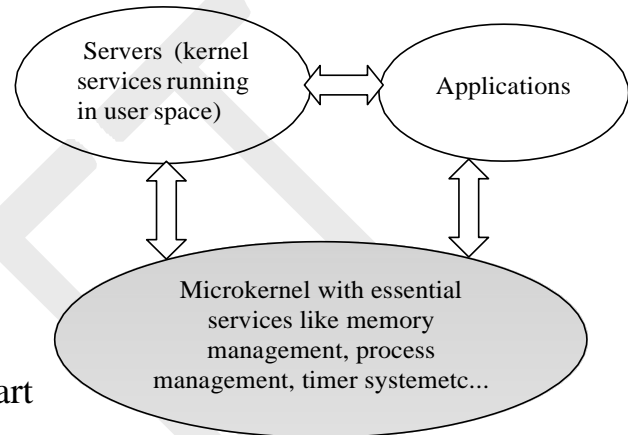 Servers (kernel
services running
in user space)
Applications
Microkernel with essential
services like memory
management, process
management, timer systemetc...
art